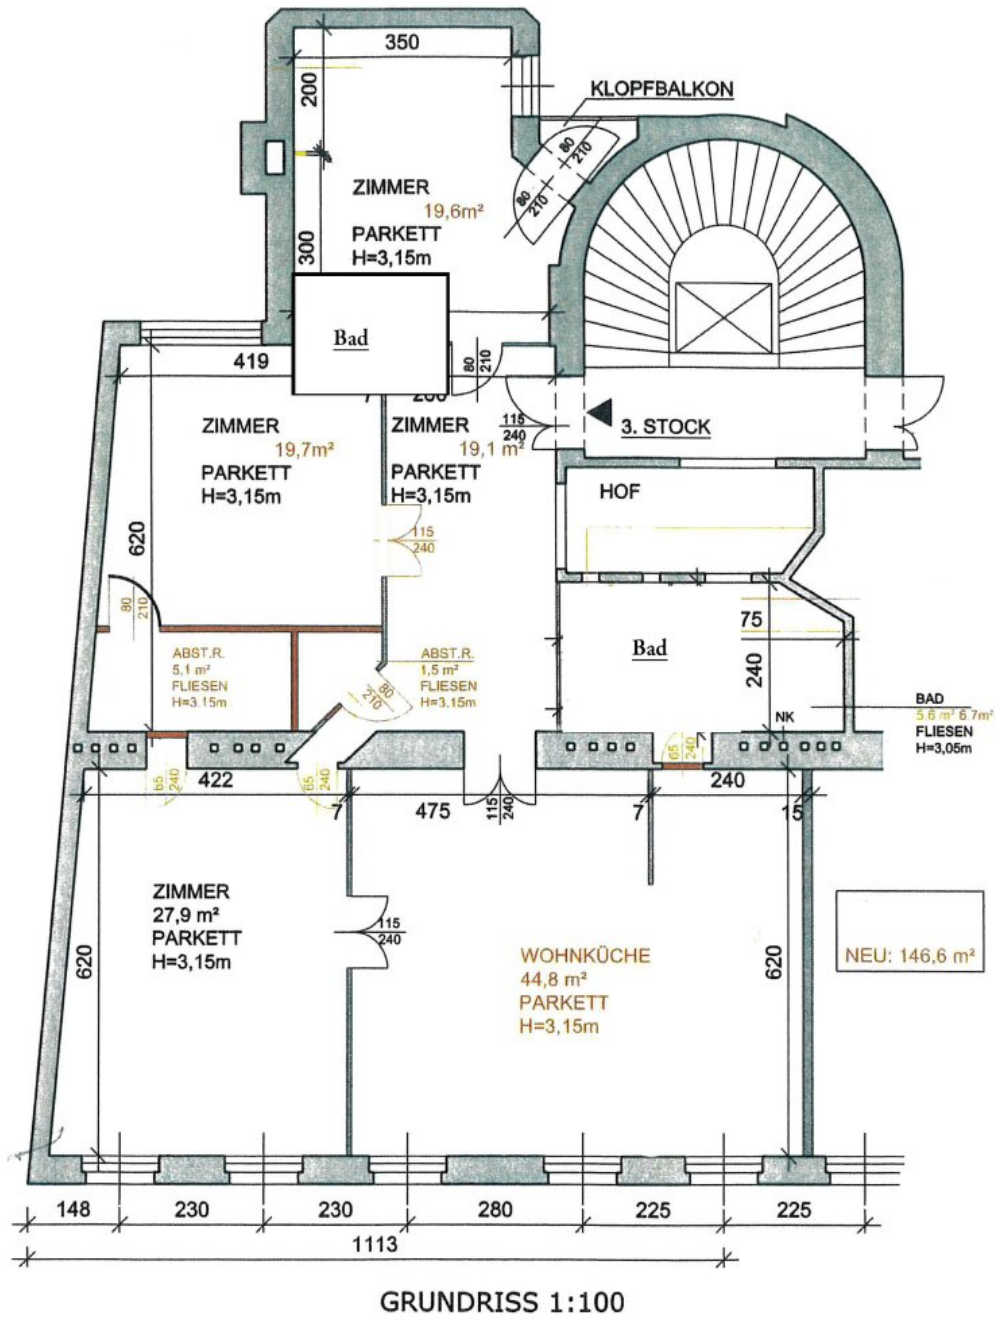 350
200
KLOPFBALKON
80
210
80
210
ZIMMER
19,6m²
PARKETT
H=3,15m
300
Bad
80
210
419
ZIMMER
19,7m²
PARKETT
H=3,15m
ZIMMER
19,1 m²
PARKETT
H=3,15m
115
240
3. STOCK
HOF
620
115
240
80
210
ABST.R.
5,1 m²
FLIESEN
H=3.15m
ABST.R.
1,5 m²
FLIESEN
H=3.15m
80
210
Bad
75
240
NK
BAD
5,6 m² 6.7m²
FLIESEN
H=3,05m
65
240
65
240
65
240
422
7
475
115
240
7
240
15
ZIMMER
27,9 m²
PARKETT
H=3,15m
115
240
620
WOHNKÜCHE
44,8 m²
PARKETT
H=3,15m
620
NEU: 146,6 m²
148
230
230
280
225
225
1113
GRUNDRISS 1:100